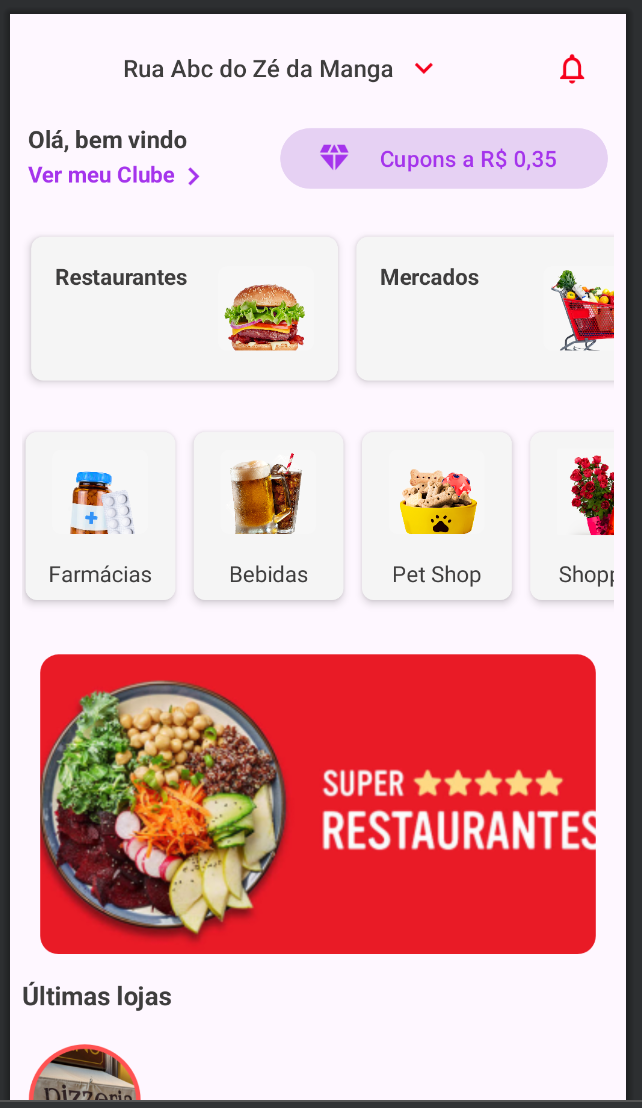 Rua Abc do Zé da Manga
Olá, bem vindo
Ver meu Clube
Cupons a R$ 0,35
Restaurantes
Mercados
Farmácias
Bebidas
Pet Shop
Shopp
SUPER
RESTAURANTES
Últimas lojas
pizzeria